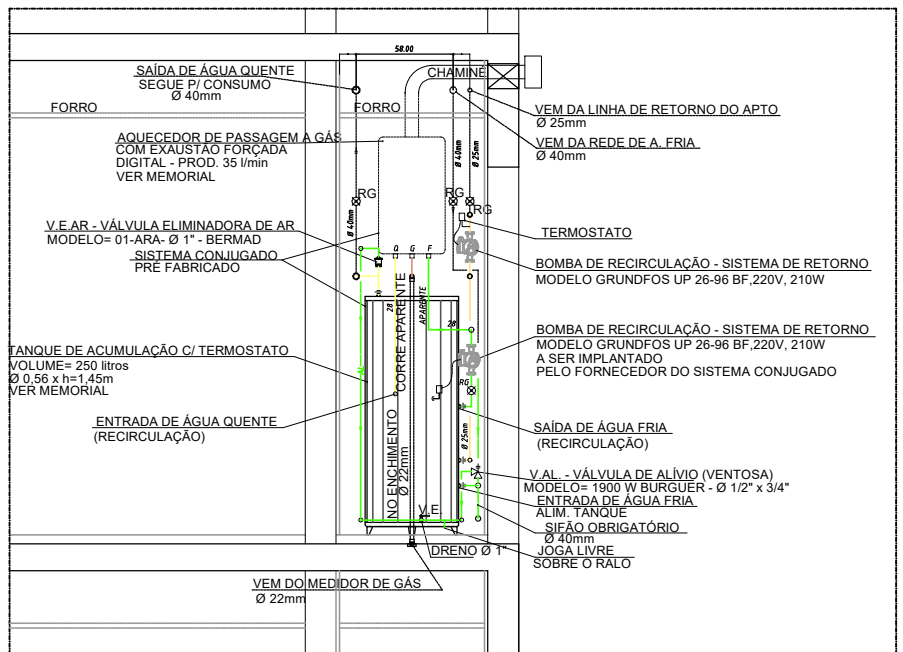 58.00
SAÍDA DE ÁGUA QUENTE
SEGUE P/ CONSUMO
Ø 40mm
CHAMINÉ
FORRO
FORRO
VEM DA LINHA DE RETORNO DO APTO
Ø 25mm
VEM DA REDE DE A. FRIA
Ø 40mm
AQUECEDOR DE PASSAGEM A GÁS
COM EXAUSTÃO FORÇADA
DIGITAL - PROD. 35 l/min
VER MEMORIAL
Ø 40mm
Ø 25mm
RG
RG
RG
Ø 40mm
V.E.AR - VÁLVULA ELIMINADORA DE AR
MODELO= 01-ARA- Ø 1" - BERMAD
SISTEMA CONJUGADO
PRÉ FABRICADO
TERMOSTATO
Q
G
F
BOMBA DE RECIRCULAÇÃO - SISTEMA DE RETORNO
MODELO GRUNDFOS UP 26-96 BF,220V, 210W
28
CORRE APARENTE
APARENTE
28
BOMBA DE RECIRCULAÇÃO - SISTEMA DE RETORNO
MODELO GRUNDFOS UP 26-96 BF,220V, 210W
A SER IMPLANTADO
PELO FORNECEDOR DO SISTEMA CONJUGADO
TANQUE DE ACUMULAÇÃO C/ TERMOSTATO
VOLUME= 250 litros
Ø 0,56 x h=1,45m
VER MEMORIAL
AL
RG
ENTRADA DE ÁGUA QUENTE
(RECIRCULAÇÃO)
NO ENCHIMENTO
Ø 22mm
SAÍDA DE ÁGUA FRIA
(RECIRCULAÇÃO)
Ø 25mm
V.AL. - VÁLVULA DE ALÍVIO (VENTOSA)
MODELO= 1900 W BURGUER - Ø 1/2" x 3/4"
ENTRADA DE ÁGUA FRIA
ALIM. TANQUE
V.E.
SIFÃO OBRIGATÓRIO
Ø 40mm
DRENO Ø 1"
JOGA LIVRE
SOBRE O RALO
VEM DO MEDIDOR DE GÁS
Ø 22mm